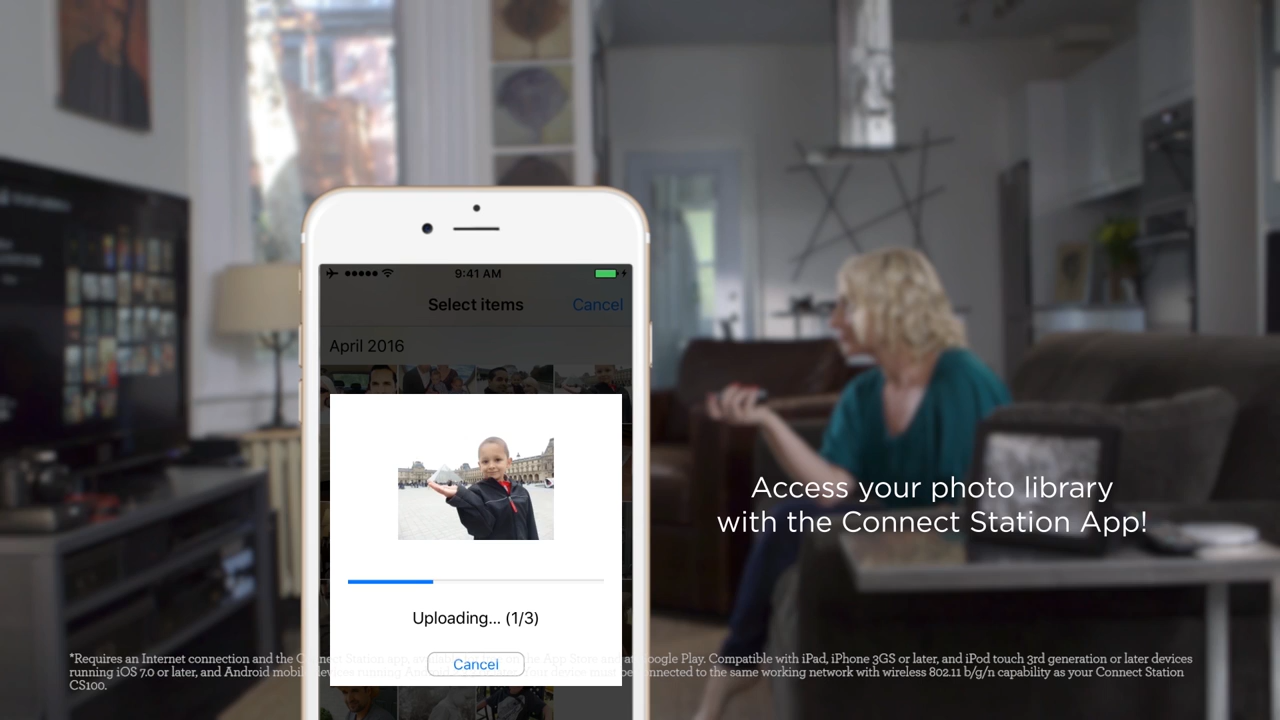 9:41 AM
Select items
Cancel
April 2016
Access your photo library
with the Connect Station App!
Uploading... (1/3)
Cancel
*Requires an Internet connection and the Connect Station app, on the App Store and at Google Play. Compatible with iPad, iPhone 3GS or later, and iPod touch 3rd generation or later devices
running iOS 7.0 or later, and Android mobile devices running device must be connected to the same working network with wireless 802.11 b/g/n capability as your Connect Station
CS100.